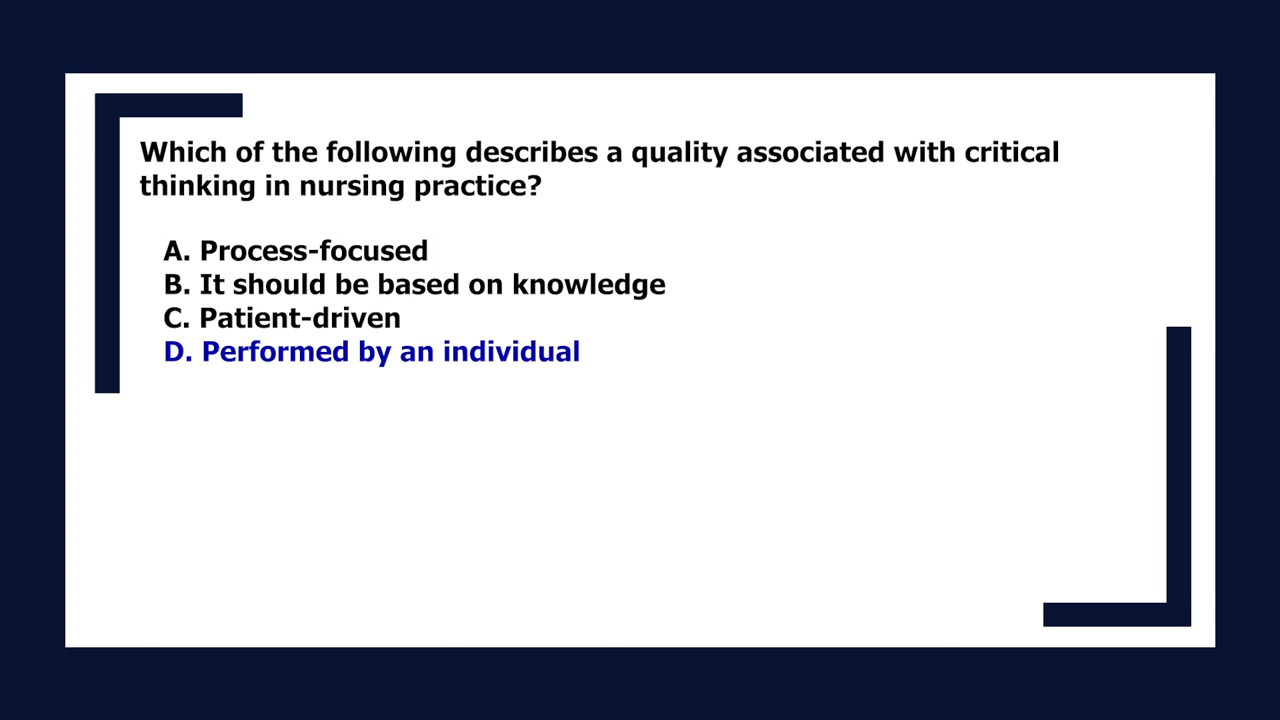 Which of the following describes a quality associated with critical
thinking in nursing practice?
A. Process-focused
B. It should be based on knowledge
C. Patient-driven
D. Performed by an individual